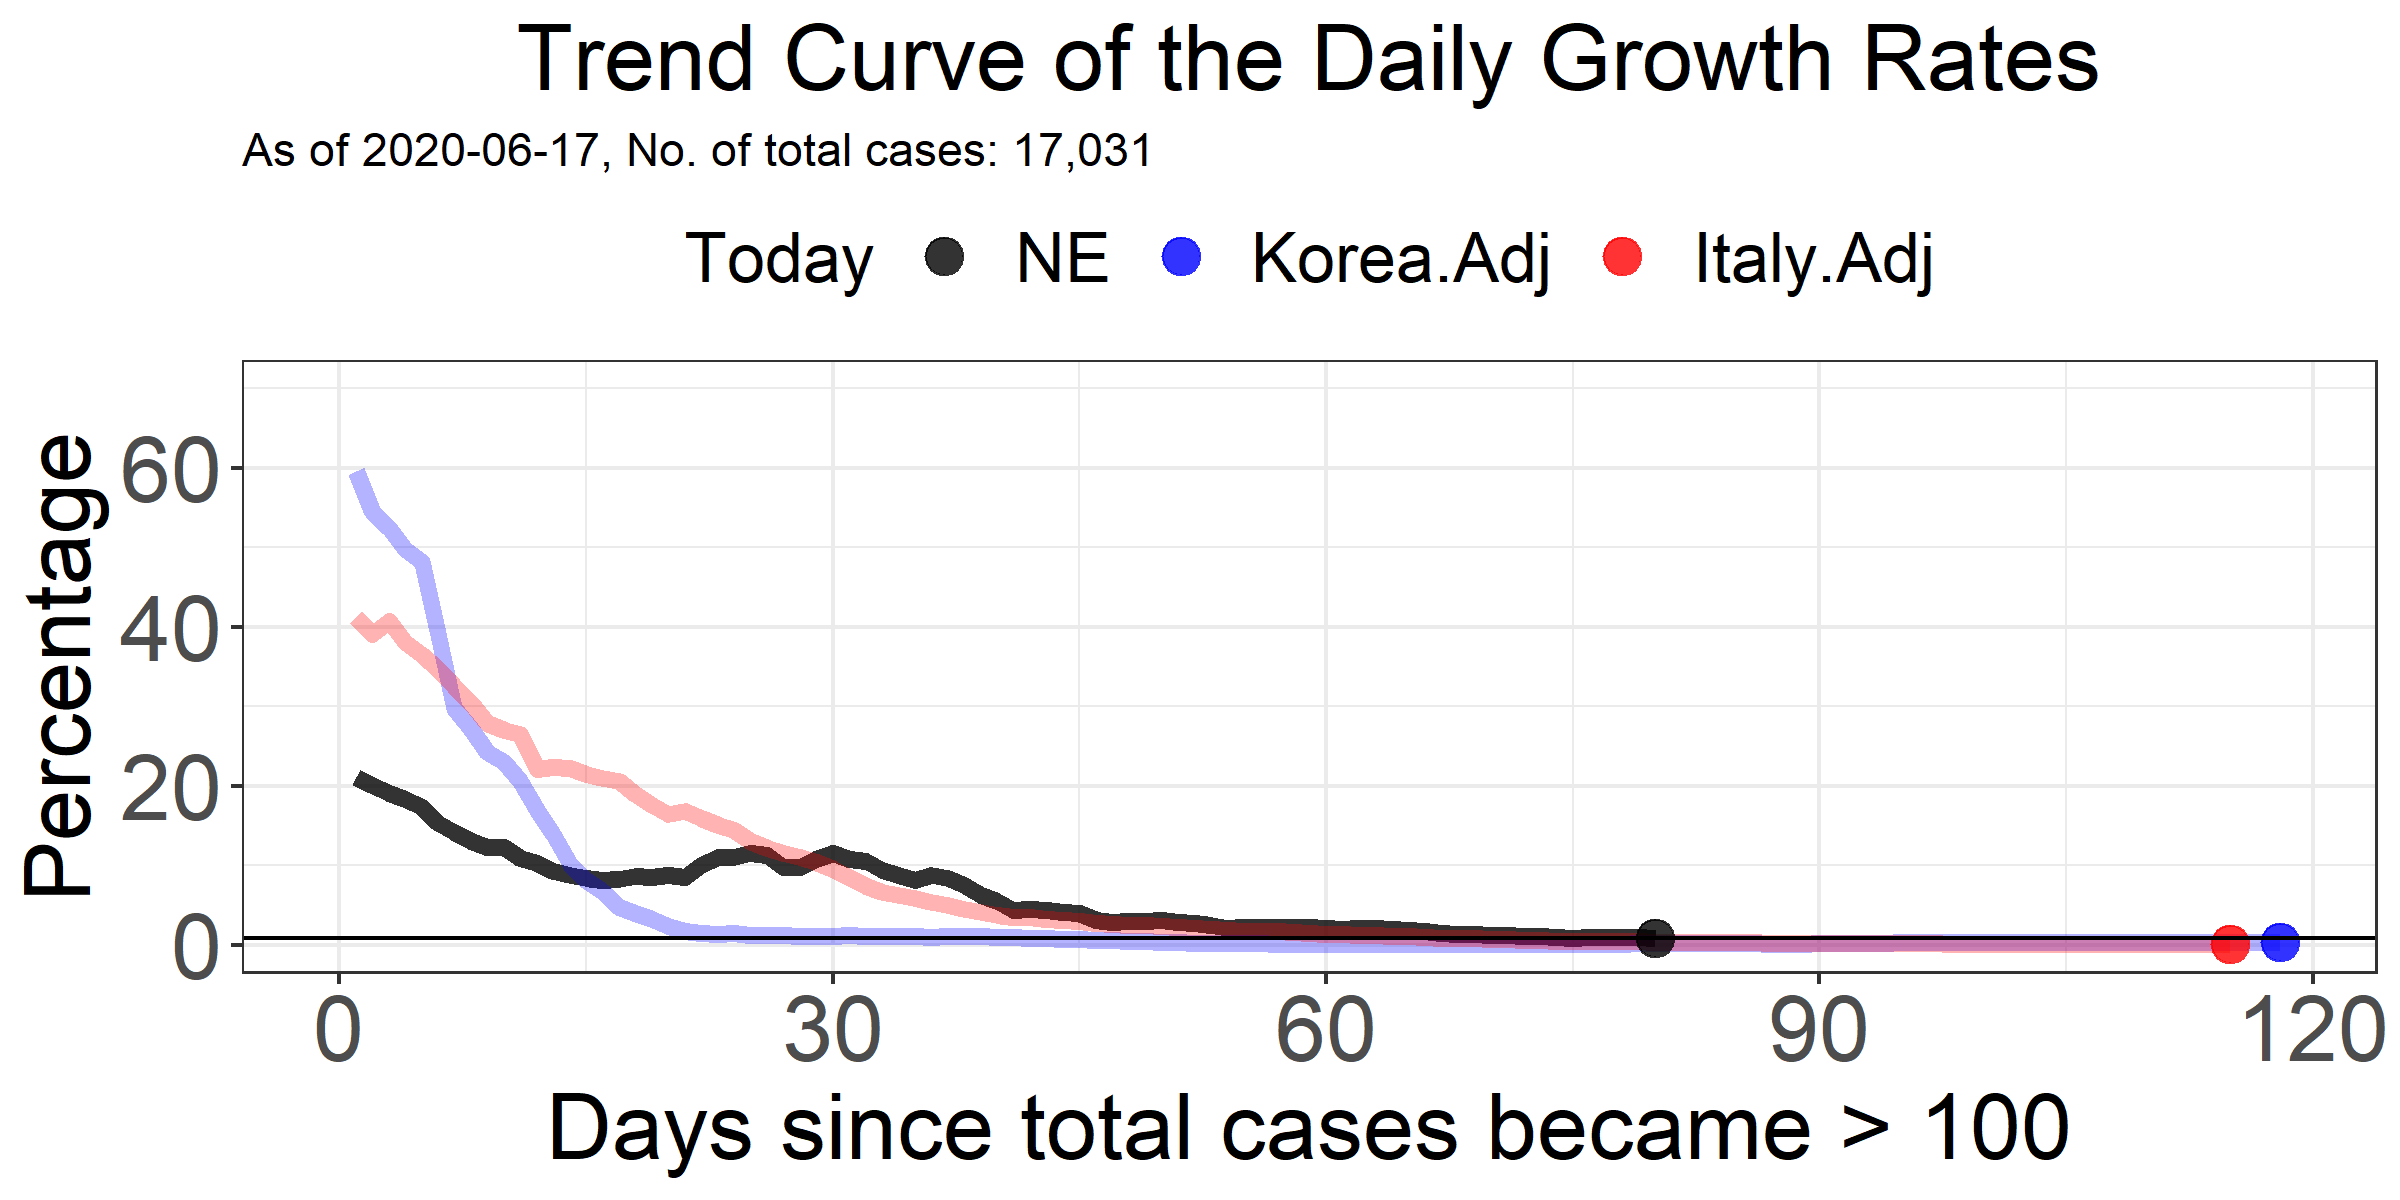 Trend Curve of the Daily Growth Rates
As of 2020-06-17, No. of total cases: 17,031
Today NE Korea.Adj Italy.Adj
Percentage
60
40
20
0
0 30 60 90 120
Days since total cases became > 100